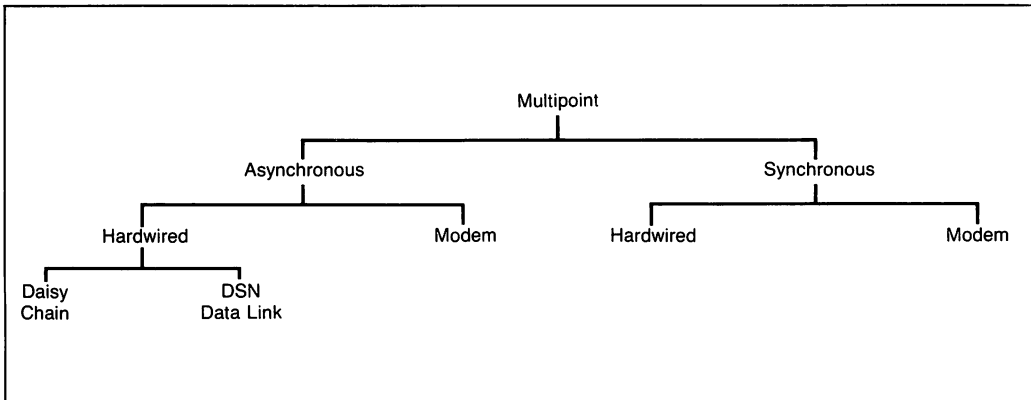 Multipoint
Asynchronous
Synchronous
Hardwired
Modem
Hardwired
Modem
Daisy
Chain
DSN
Data Link